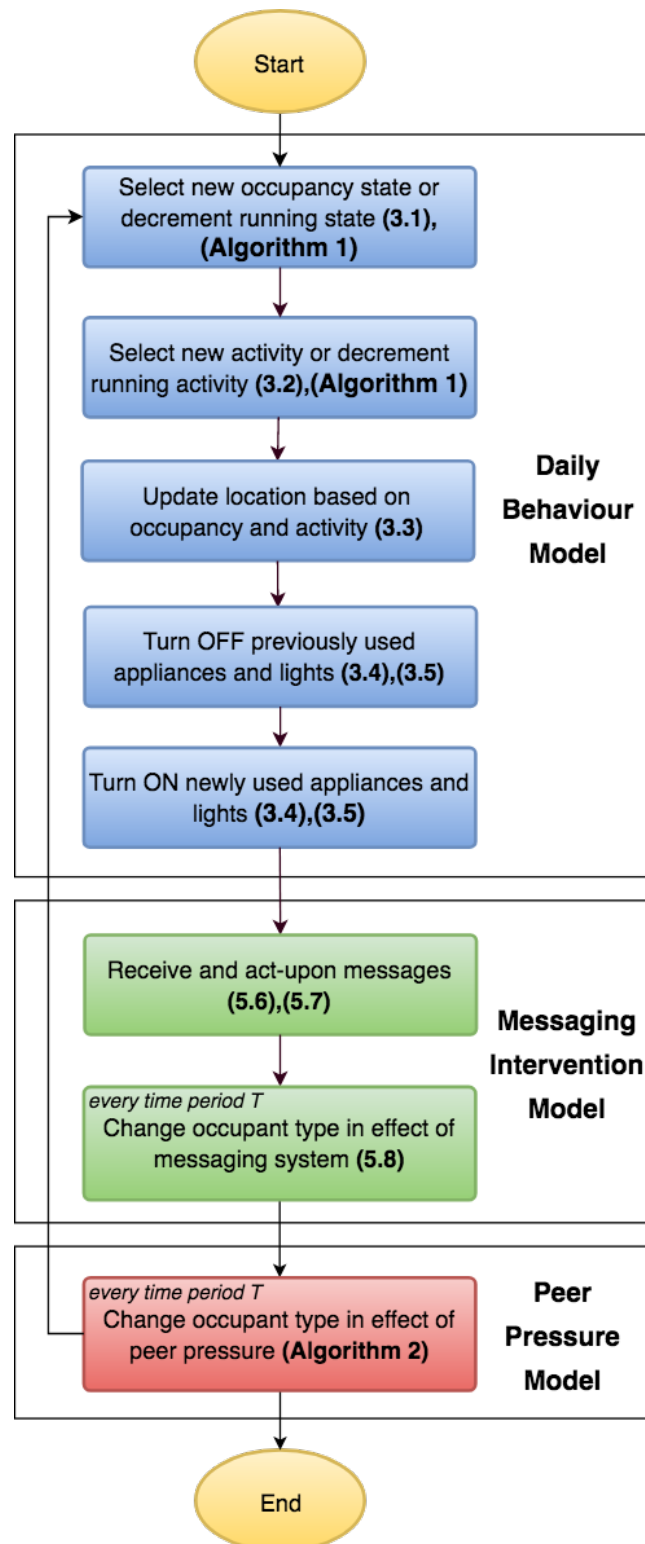 Start
Select new occupancy state or
decrement running state (3.1),
(Algorithm 1)
Select new activity or decrement
running activity (3.2),(Algorithm 1)
Update location based on
occupancy and activity (3.3)
Turn OFF previously used
appliances and lights (3.4),(3.5)
Turn ON newly used appliances and
lights (3.4),(3.5)
Daily
Behaviour
Model
Receive and act-upon messages
(5.6),(5.7)
every time period T
Change occupant type in effect of
messaging system (5.8)
Messaging
Intervention
Model
every time period T
Change occupant type in effect of
peer pressure (Algorithm 2)
Peer
Pressure
Model
End